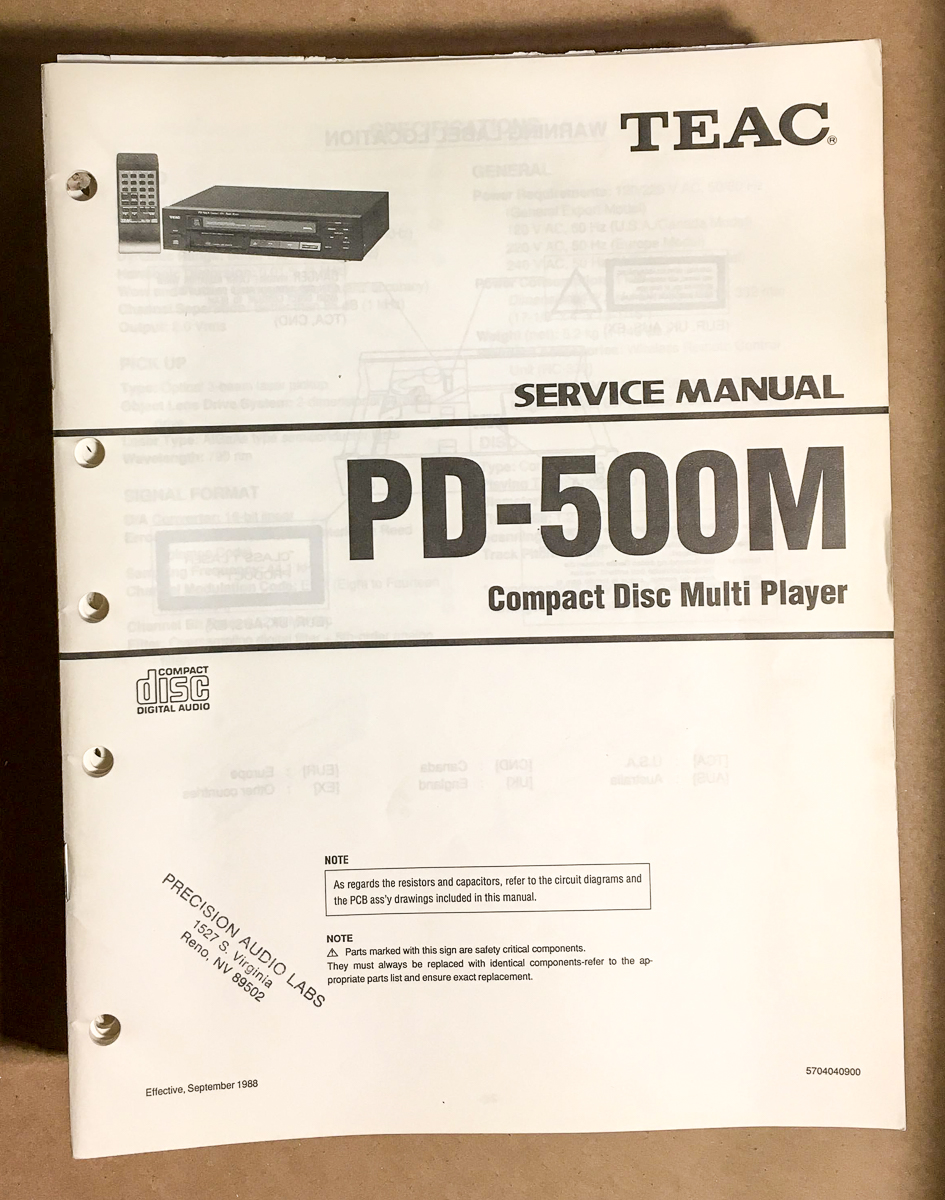 TEAC®
SERVICE MANUAL
PD-500M
Compact Disc Multi Player
COMPACT
disc
DIGITAL AUDIO
NOTE
As regards the resistors and capacitors, refer to the circuit diagrams and
the PCB ass'y drawings included in this manual.
NOTE
⚠ Parts marked with this sign are safety critical components.
They must always be replaced with identical components-refer to the ap-
propriate parts list and ensure exact replacement.
PRECISION AUDIO LABS
1527 S. Virginia
Reno, NV 89502
Effective, September 1988
5704040900